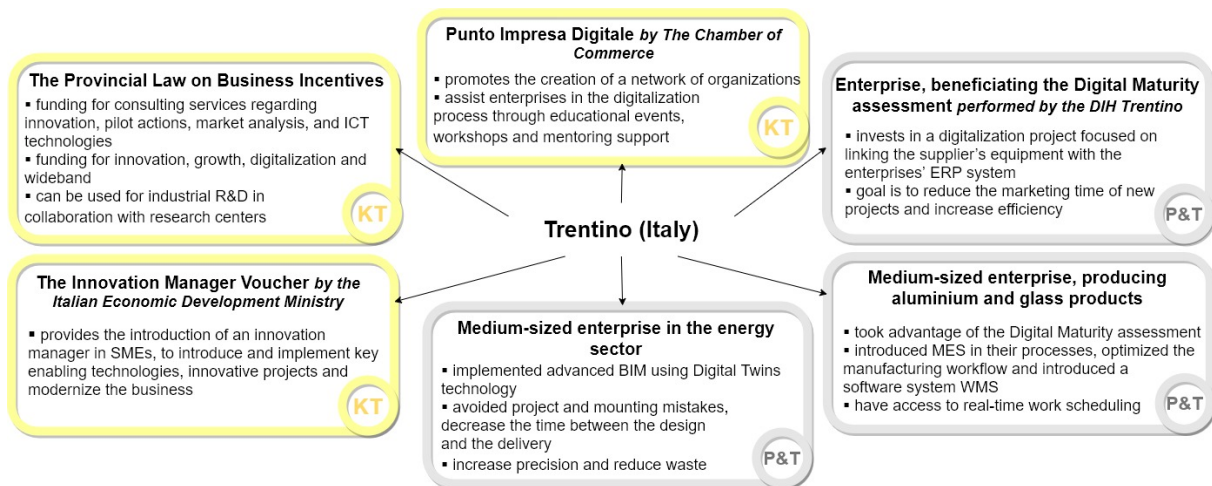 The Provincial Law on Business Incentives
▪ funding for consulting services regarding
innovation, pilot actions, market analysis, and ICT
technologies
▪ funding for innovation, growth, digitalization and
wideband
▪ can be used for industrial R&D in
collaboration with research centers
KT
Punto Impresa Digitale by The Chamber of
Commerce
▪ promotes the creation of a network of organizations
▪ assist enterprises in the digitalization
process through educational events,
workshops and mentoring support
KT
Enterprise, beneficiating the Digital Maturity
assessment performed by the DIH Trentino
▪ invests in a digitalization project focused on
linking the supplier's equipment with the
enterprises' ERP system
▪ goal is to reduce the marketing time of new
projects and increase efficiency
P&T
Trentino (Italy)
The Innovation Manager Voucher by the
Italian Economic Development Ministry
▪ provides the introduction of an innovation
manager in SMEs, to introduce and implement key
enabling technologies, innovative projects and
modernize the business
KT
Medium-sized enterprise in the energy
sector
▪ implemented advanced BIM using Digital Twins
technology
▪ avoided project and mounting mistakes,
decrease the time between the design
and the delivery
▪ increase precision and reduce waste
P&T
Medium-sized enterprise, producing
aluminium and glass products
▪ took advantage of the Digital Maturity assessment
▪ introduced MES in their processes, optimized the
manufacturing workflow and introduced a
software system WMS
▪ have access to real-time work scheduling
P&T